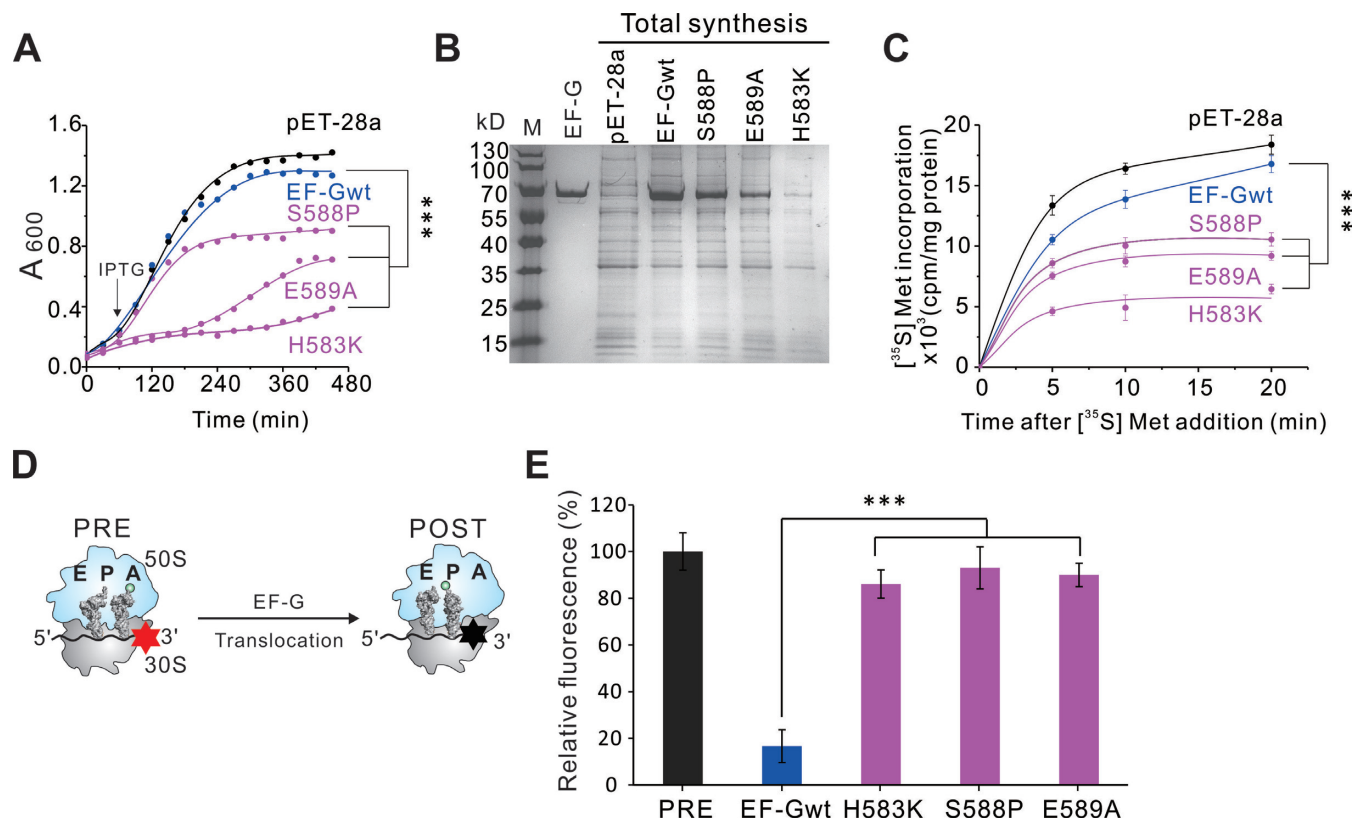 A
A 600
1.6
1.2
0.8
0.4
0.0
0 120 240 360 480
Time (min)
IPTG
pET-28a
EF-Gwt
S588P
E589A
H583K
***
B
Total synthesis
kD
M
EF-G
pET-28a
EF-Gwt
S588P
E589A
H583K
130
100
70
55
40
35
25
15
C
[³⁵S] Met incorporation
x10³(cpm/mg protein)
20
15
10
5
0
0 5 10 15 20
Time after [³⁵S] Met addition (min)
pET-28a
EF-Gwt
S588P
E589A
H583K
***
D
PRE
50S
E P A
5'
3'
30S
EF-G
Translocation
POST
E P A
5'
3'
E
Relative fluorescence (%)
120
100
80
60
40
20
0
***
PRE EF-Gwt H583K S588P E589A